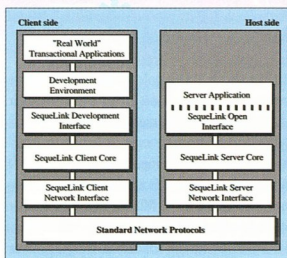 Client side
Host side
"Real World"
Transactional Applications
Development
Environment
SequeLink Development
Interface
SequeLink Client Core
SequeLink Client
Network Interface
Server Application
SequeLink Open
Interface
SequeLink Server Core
SequeLink Server
Network Interface
Standard Network Protocols